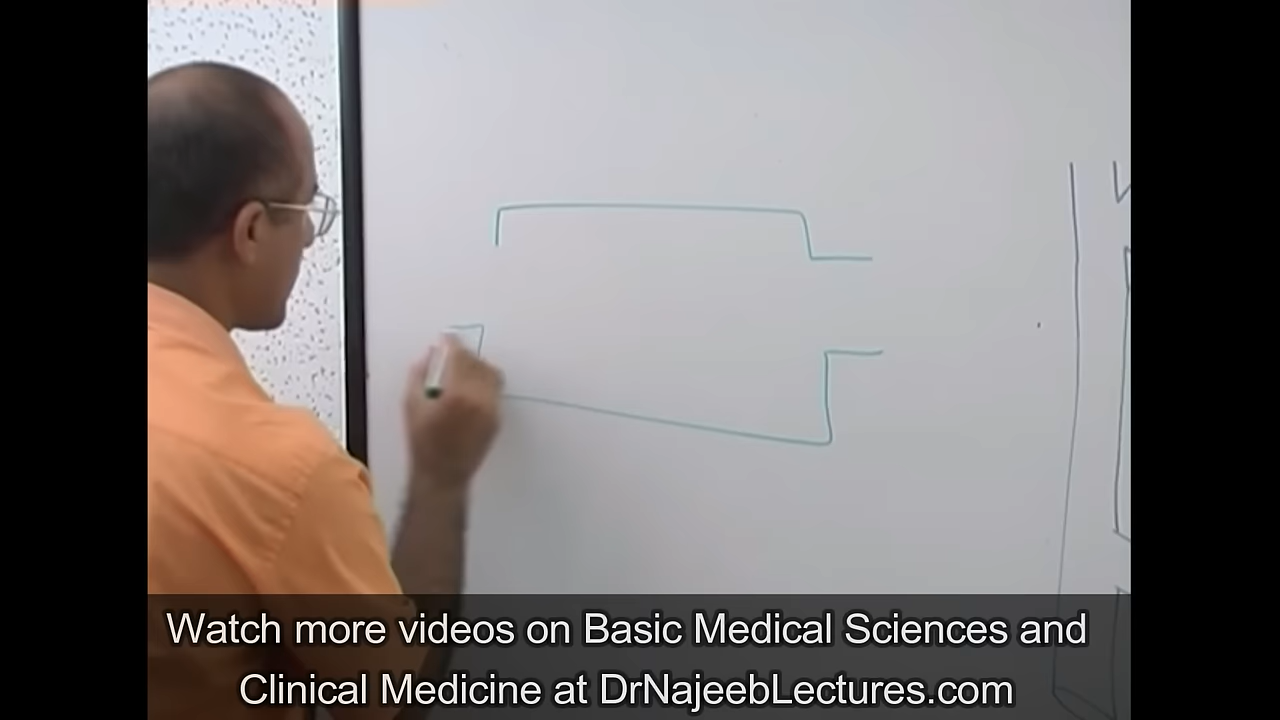 Watch more videos on Basic Medical Sciences and
Clinical Medicine at DrNajeebLectures.com